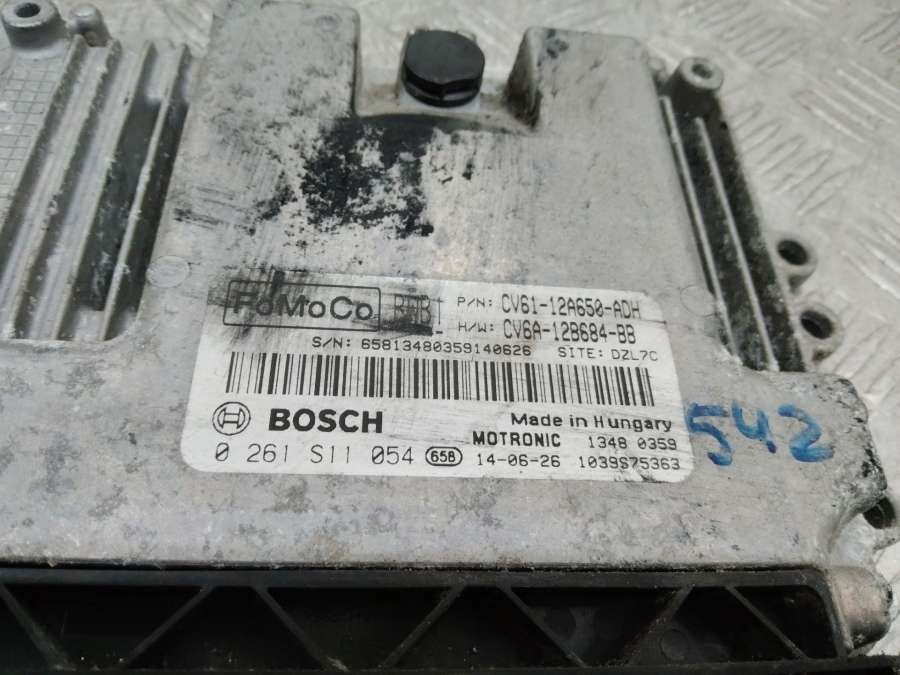 FoMoCo P/N: CV61-12A650-ADH
H/W: CV6A-12B684-BB
S/N: 65813480359140626 SITE: DZL7C
BOSCH Made in Hungary
MOTRONIC 1348 0359
0 261 S11 054 658 14-06-26 1039S75363
542